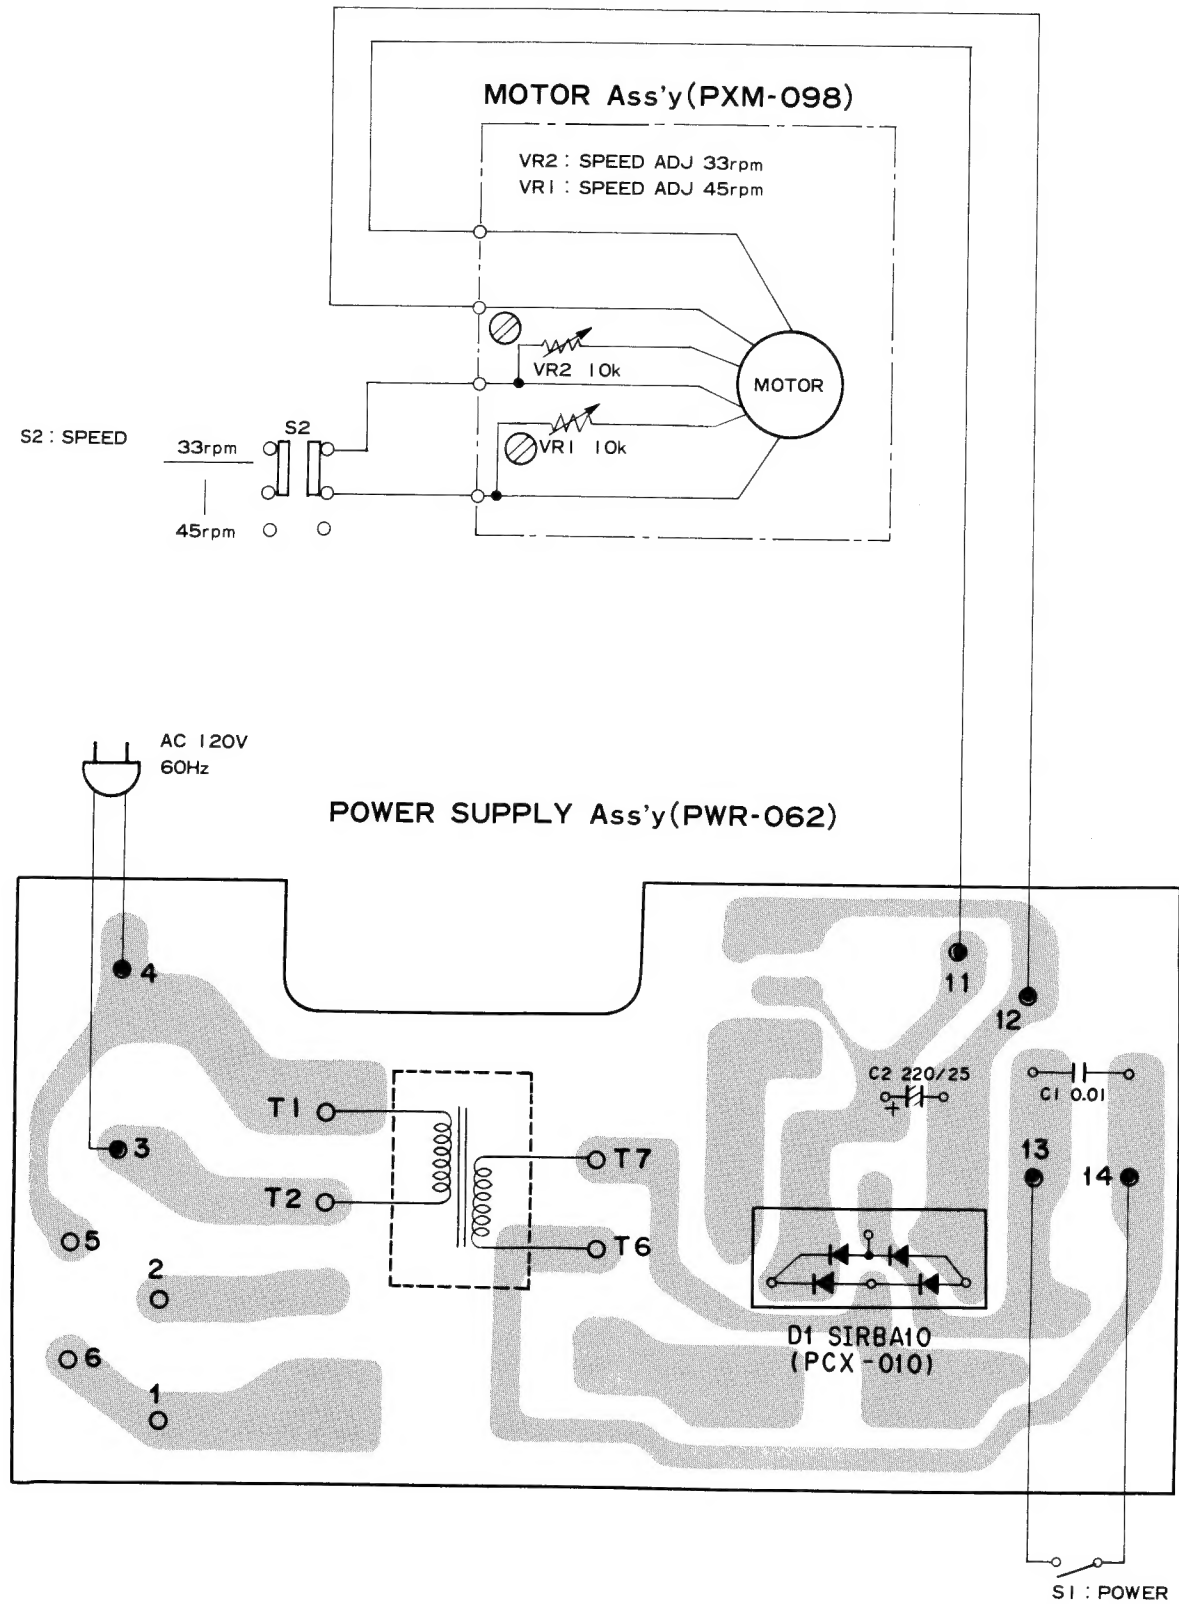 MOTOR Ass'y(PXM-098)
VR2 : SPEED ADJ 33rpm
VR1 : SPEED ADJ 45rpm
VR2 10k
MOTOR
VR1 10k
S2 : SPEED
S2
33rpm
45rpm
AC 120V
60Hz
POWER SUPPLY Ass'y(PWR-062)
4
11
12
C2 220/25
+
C1 0.01
T1
3
T2
T7
T6
13
14
5
2
6
1
D1 SIRBA10
(PCX-010)
S1 : POWER